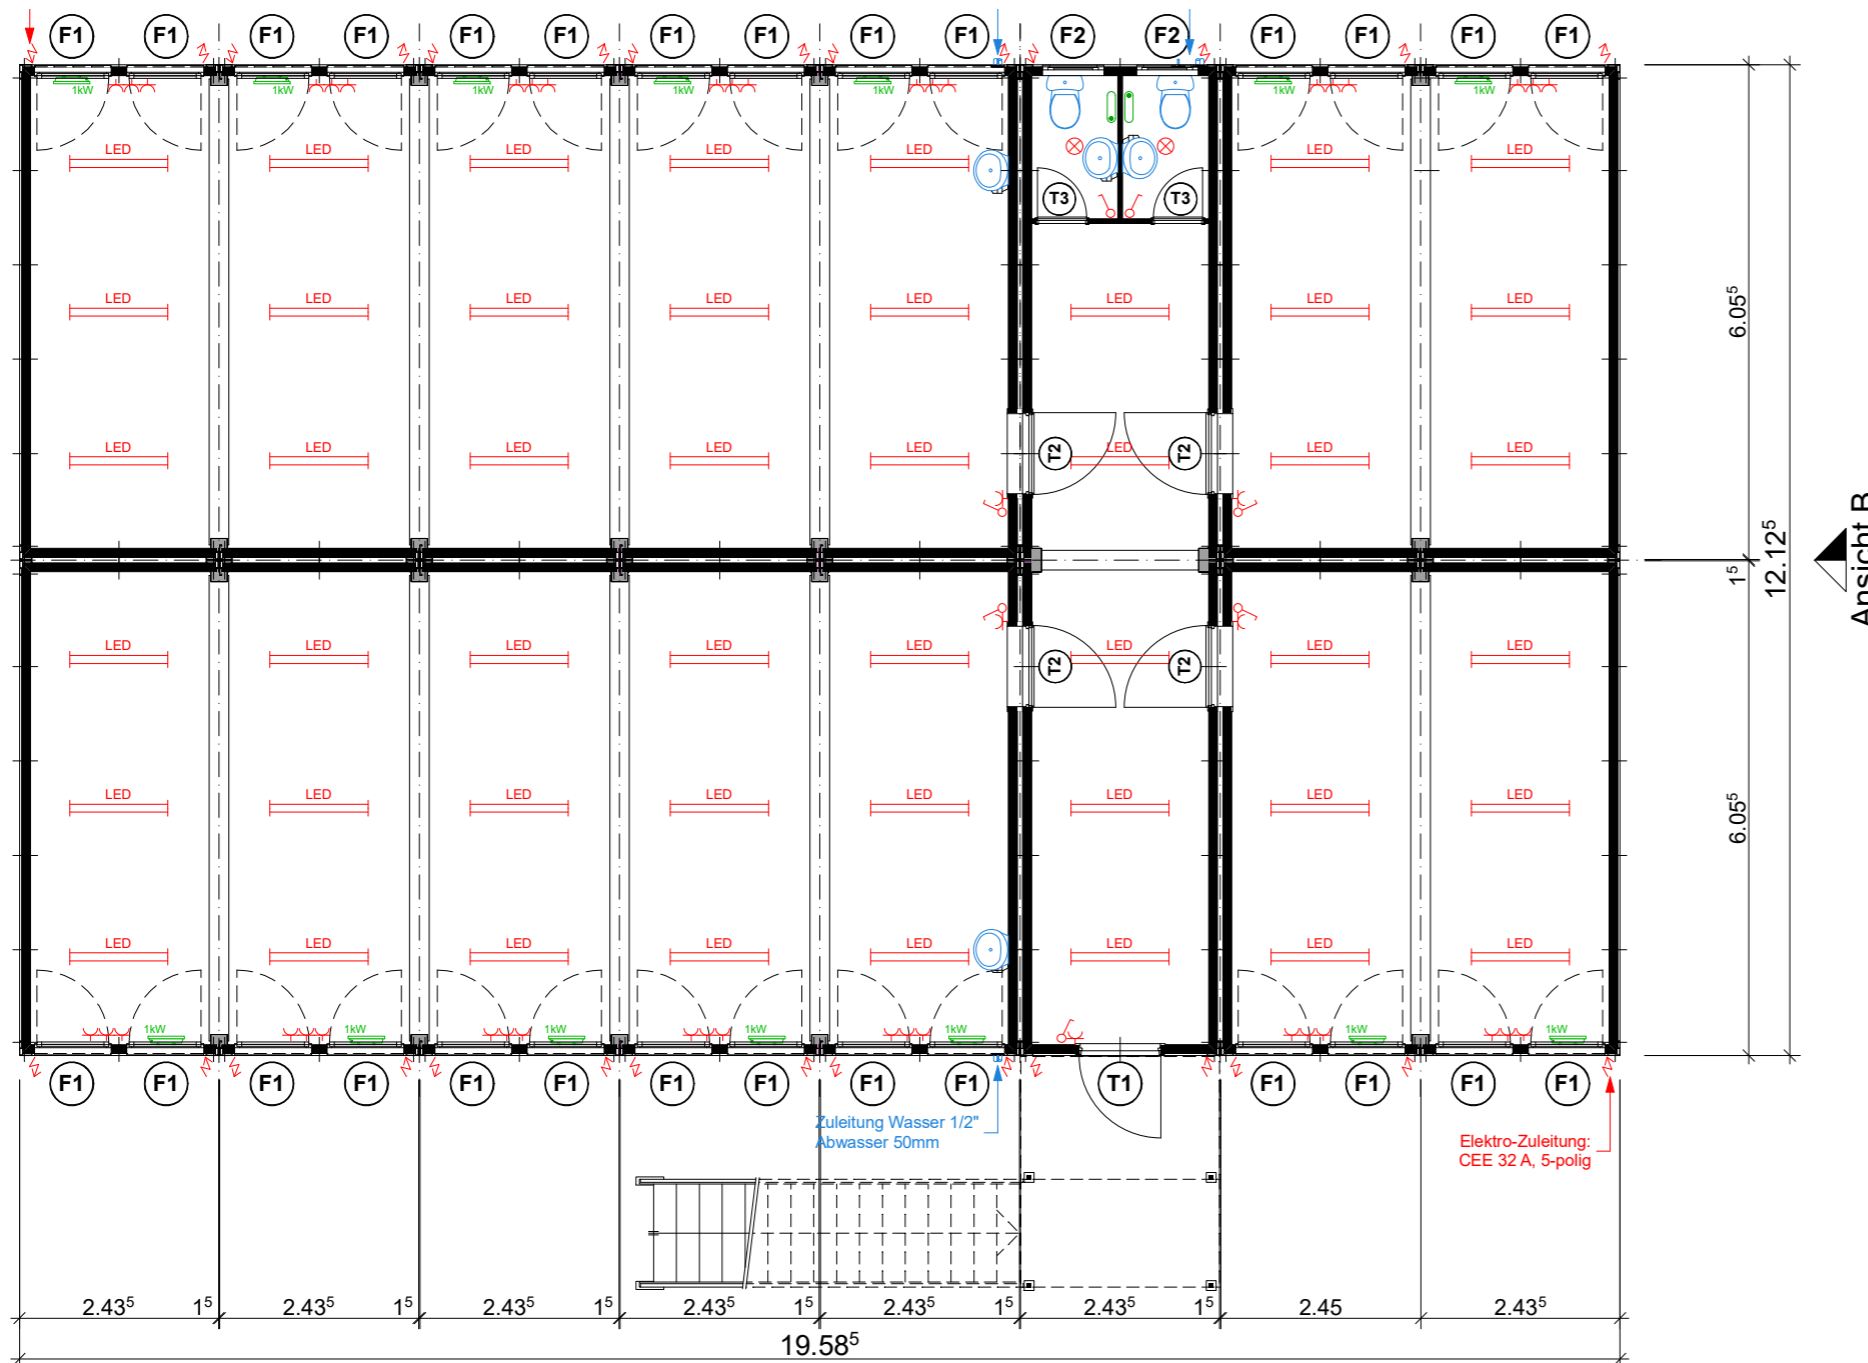 F1 F1 F1 F1 F1 F1 F1 F1 F1 F1 F2 F2 F1 F1 F1 F1
1kW 1kW 1kW 1kW 1kW 1kW 1kW
LED LED LED LED LED LED LED
T3 T3
LED LED LED LED LED LED LED LED
6.05⁵
LED LED LED LED LED LED LED LED
T2 T2
1⁵
12.12⁵
Ansicht B
LED LED LED LED LED LED LED LED
T2 T2
LED LED LED LED LED LED LED LED
6.05⁵
LED LED LED LED LED LED LED LED
1kW 1kW 1kW 1kW 1kW 1kW 1kW
F1 F1 F1 F1 F1 F1 F1 F1 F1 F1 T1 F1 F1 F1 F1
Zuleitung Wasser 1/2"
Abwasser 50mm
Elektro-Zuleitung:
CEE 32 A, 5-polig
2.43⁵ 1⁵ 2.43⁵ 1⁵ 2.43⁵ 1⁵ 2.43⁵ 1⁵ 2.43⁵ 1⁵ 2.43⁵ 1⁵ 2.45 2.43⁵
19.58⁵